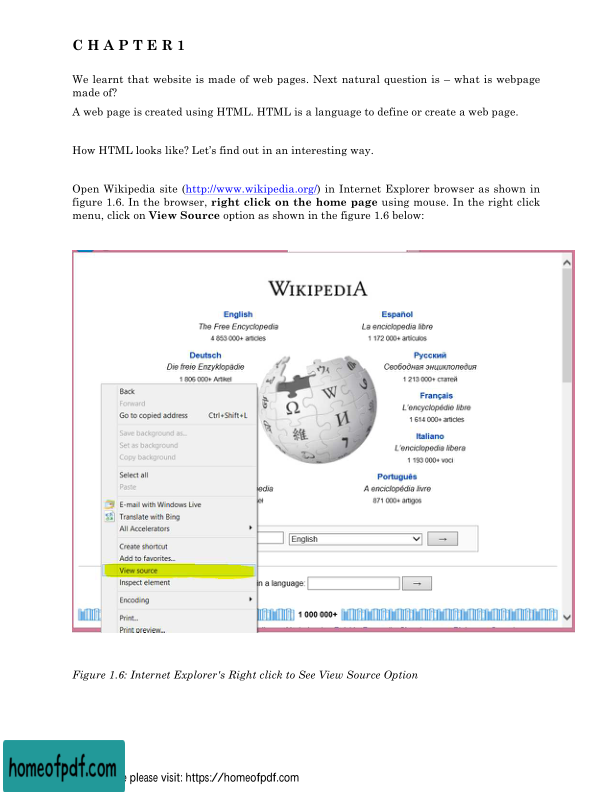 CHAPTER1
We learnt that website is made of web pages. Next natural question is – what is webpage
made of?
A web page is created using HTML. HTML is a language to define or create a web page.
How HTML looks like? Let's find out in an interesting way.
Open Wikipedia site (http://www.wikipedia.org/) in Internet Explorer browser as shown in
figure 1.6. In the browser, right click on the home page using mouse. In the right click
menu, click on View Source option as shown in the figure 1.6 below:
WIKIPEDIA
English
The Free Encyclopedia
4 853 000+ articles
Español
La enciclopedia libre
1 172 000+ artículos
Deutsch
Die freie Enzyklopädie
1 806 000+ Artikel
Русский
Свободная энциклопедия
1 213 000+ статей
Français
L'encyclopédie libre
1 614 000+ articles
Italiano
L'enciclopedia libera
1 193 000+ voci
Português
A enciclopédia livre
871 000+ artigos
Ω
W
И
維
Back
Forward
Go to copied address Ctrl+Shift+L
Save background as...
Set as background
Copy background
Select all
Paste
E-mail with Windows Live
Translate with Bing
All Accelerators
Create shortcut
Add to favorites...
View source
Inspect element
Encoding
Print...
Print preview...
English
→
n a language:
→
1 000 000+
Figure 1.6: Internet Explorer's Right click to See View Source Option
homeofpdf.com
please visit: https://homeofpdf.com